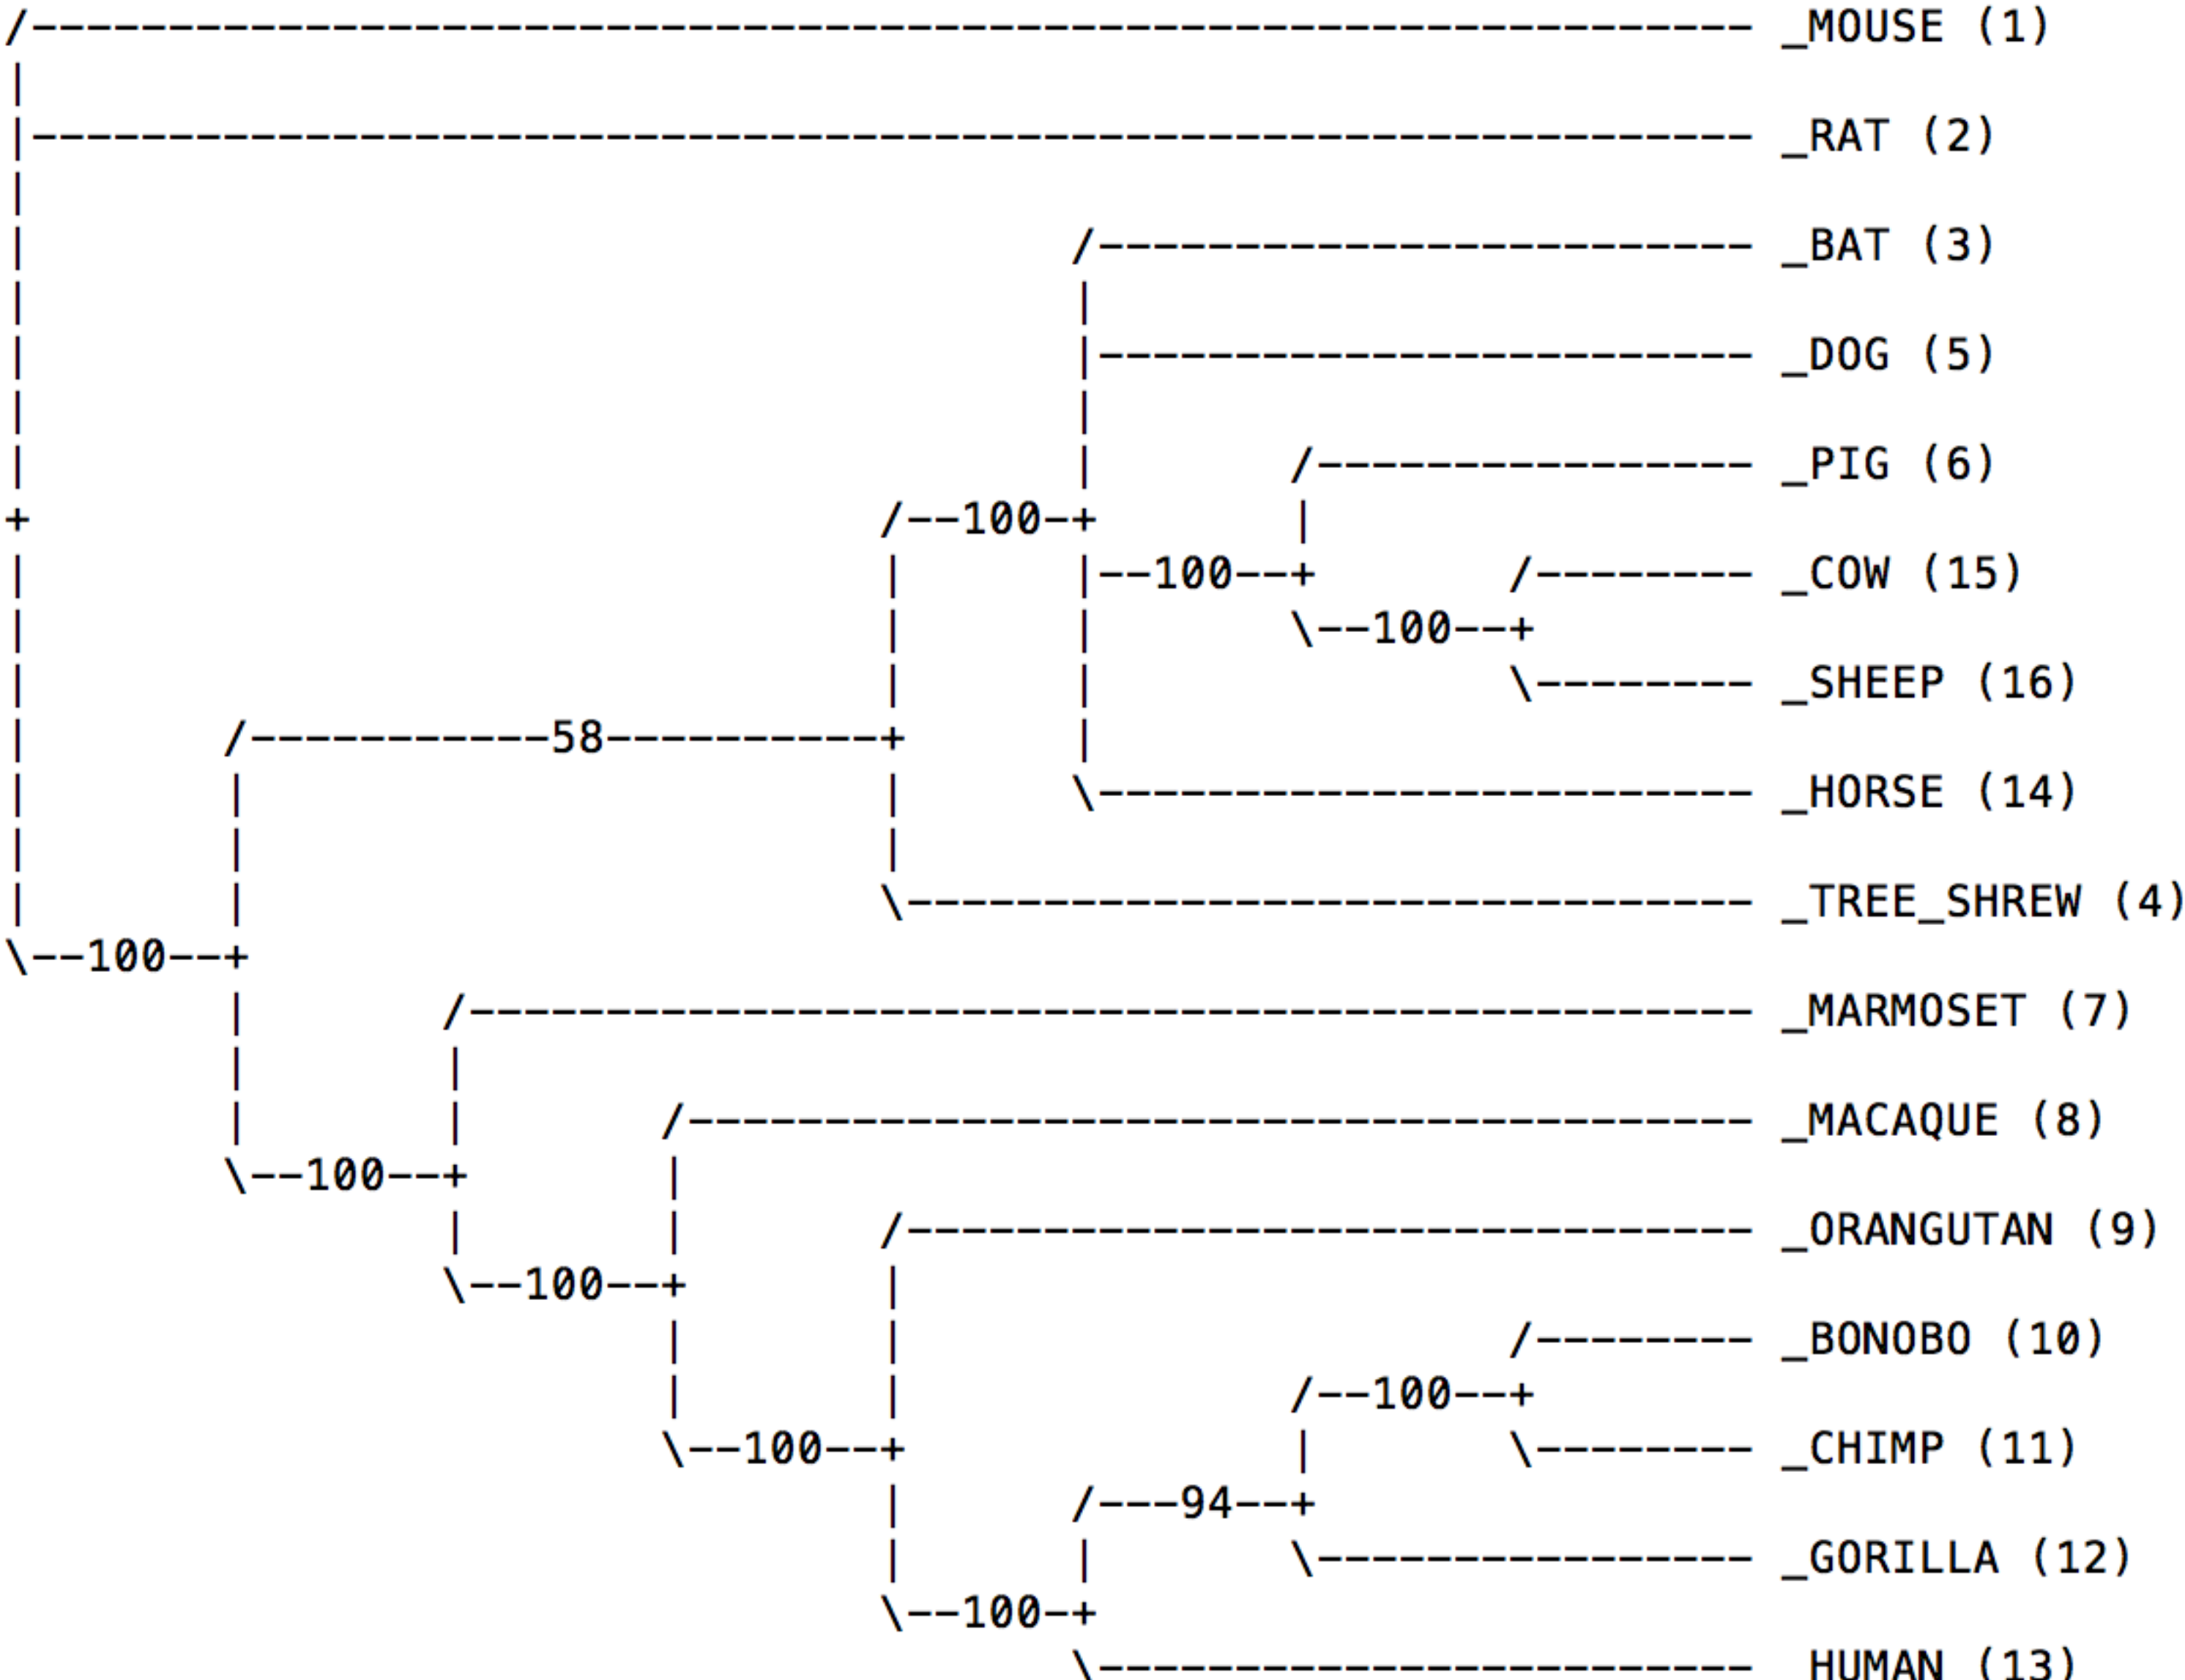 _MOUSE (1)
_RAT (2)
_BAT (3)
_DOG (5)
_PIG (6)
100
100 _COW (15)
100
_SHEEP (16)
58
_HORSE (14)
_TREE_SHREW (4)
100
_MARMOSET (7)
_MACAQUE (8)
100
_ORANGUTAN (9)
100
_BONOBO (10)
100
100 _CHIMP (11)
94
_GORILLA (12)
100
_HUMAN (13)